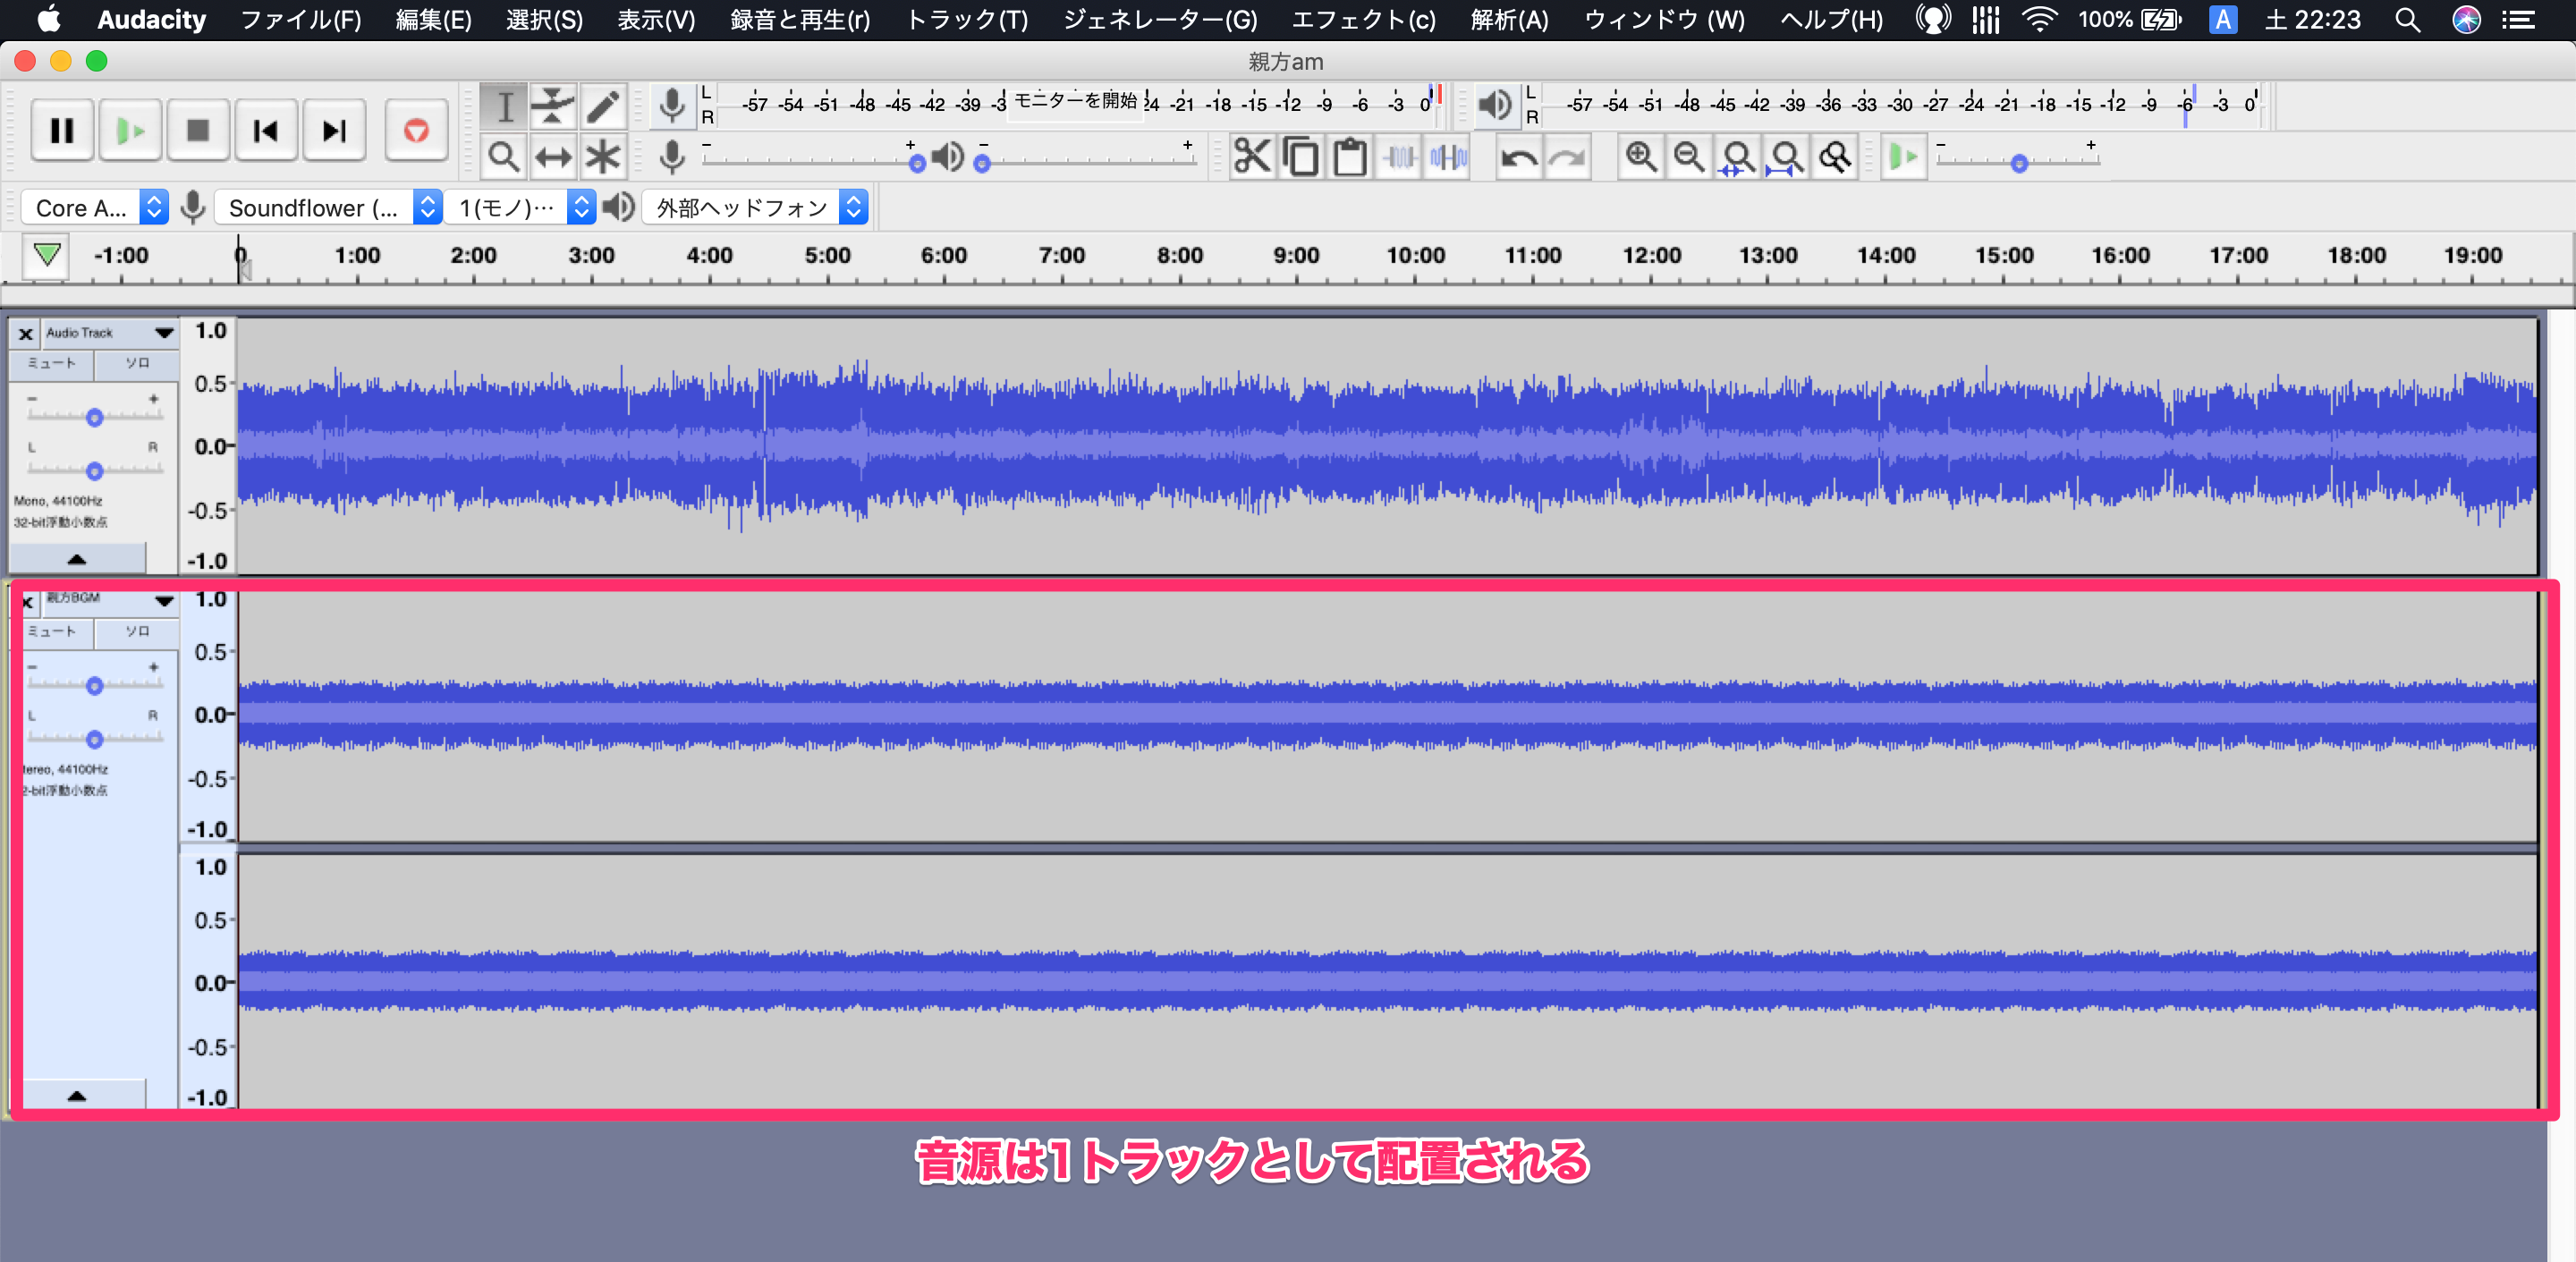 Audacity ファイル(F) 編集(E) 選択(S) 表示(V) 録音と再生(r) トラック(T) ジェネレーター(G) エフェクト(c) 解析(A) ウィンドウ (W) ヘルプ(H) 100% A 土 22:23
親方am
L -57 -54 -51 -48 -45 -42 -39 -3 モニターを開始 24 -21 -18 -15 -12 -9 -6 -3 0
R
L -57 -54 -51 -48 -45 -42 -39 -36 -33 -30 -27 -24 -21 -18 -15 -12 -9 -6 -3 0
R
- + - + - +
Core A... Soundflower (... 1(モノ)… 外部ヘッドフォン
-1:00 0 1:00 2:00 3:00 4:00 5:00 6:00 7:00 8:00 9:00 10:00 11:00 12:00 13:00 14:00 15:00 16:00 17:00 18:00 19:00
x Audio Track 1.0
ミュート ソロ
0.5
- +
L R 0.0
Mono, 44100Hz
-0.5
32-bit浮動小数点
-1.0
x 親方BGM 1.0
ミュート ソロ
0.5
- +
L R 0.0
tereo, 44100Hz
-0.5
2-bit浮動小数点
-1.0
1.0
0.5
0.0
-0.5
-1.0
音源は1トラックとして配置される